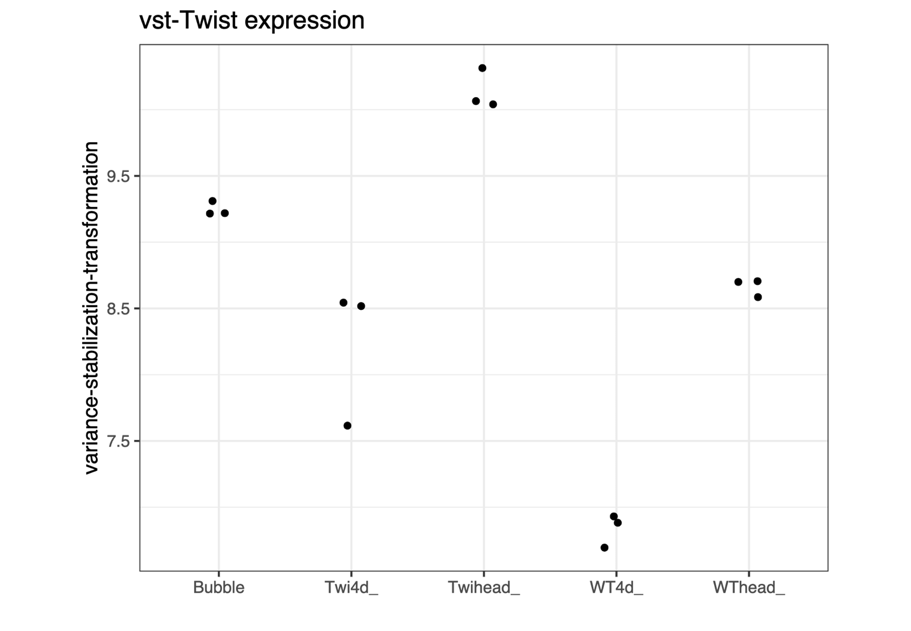 vst-Twist expression
variance-stabilization-transformation
9.5
8.5
7.5
Bubble Twi4d_ Twihead_ WT4d_ WThead_